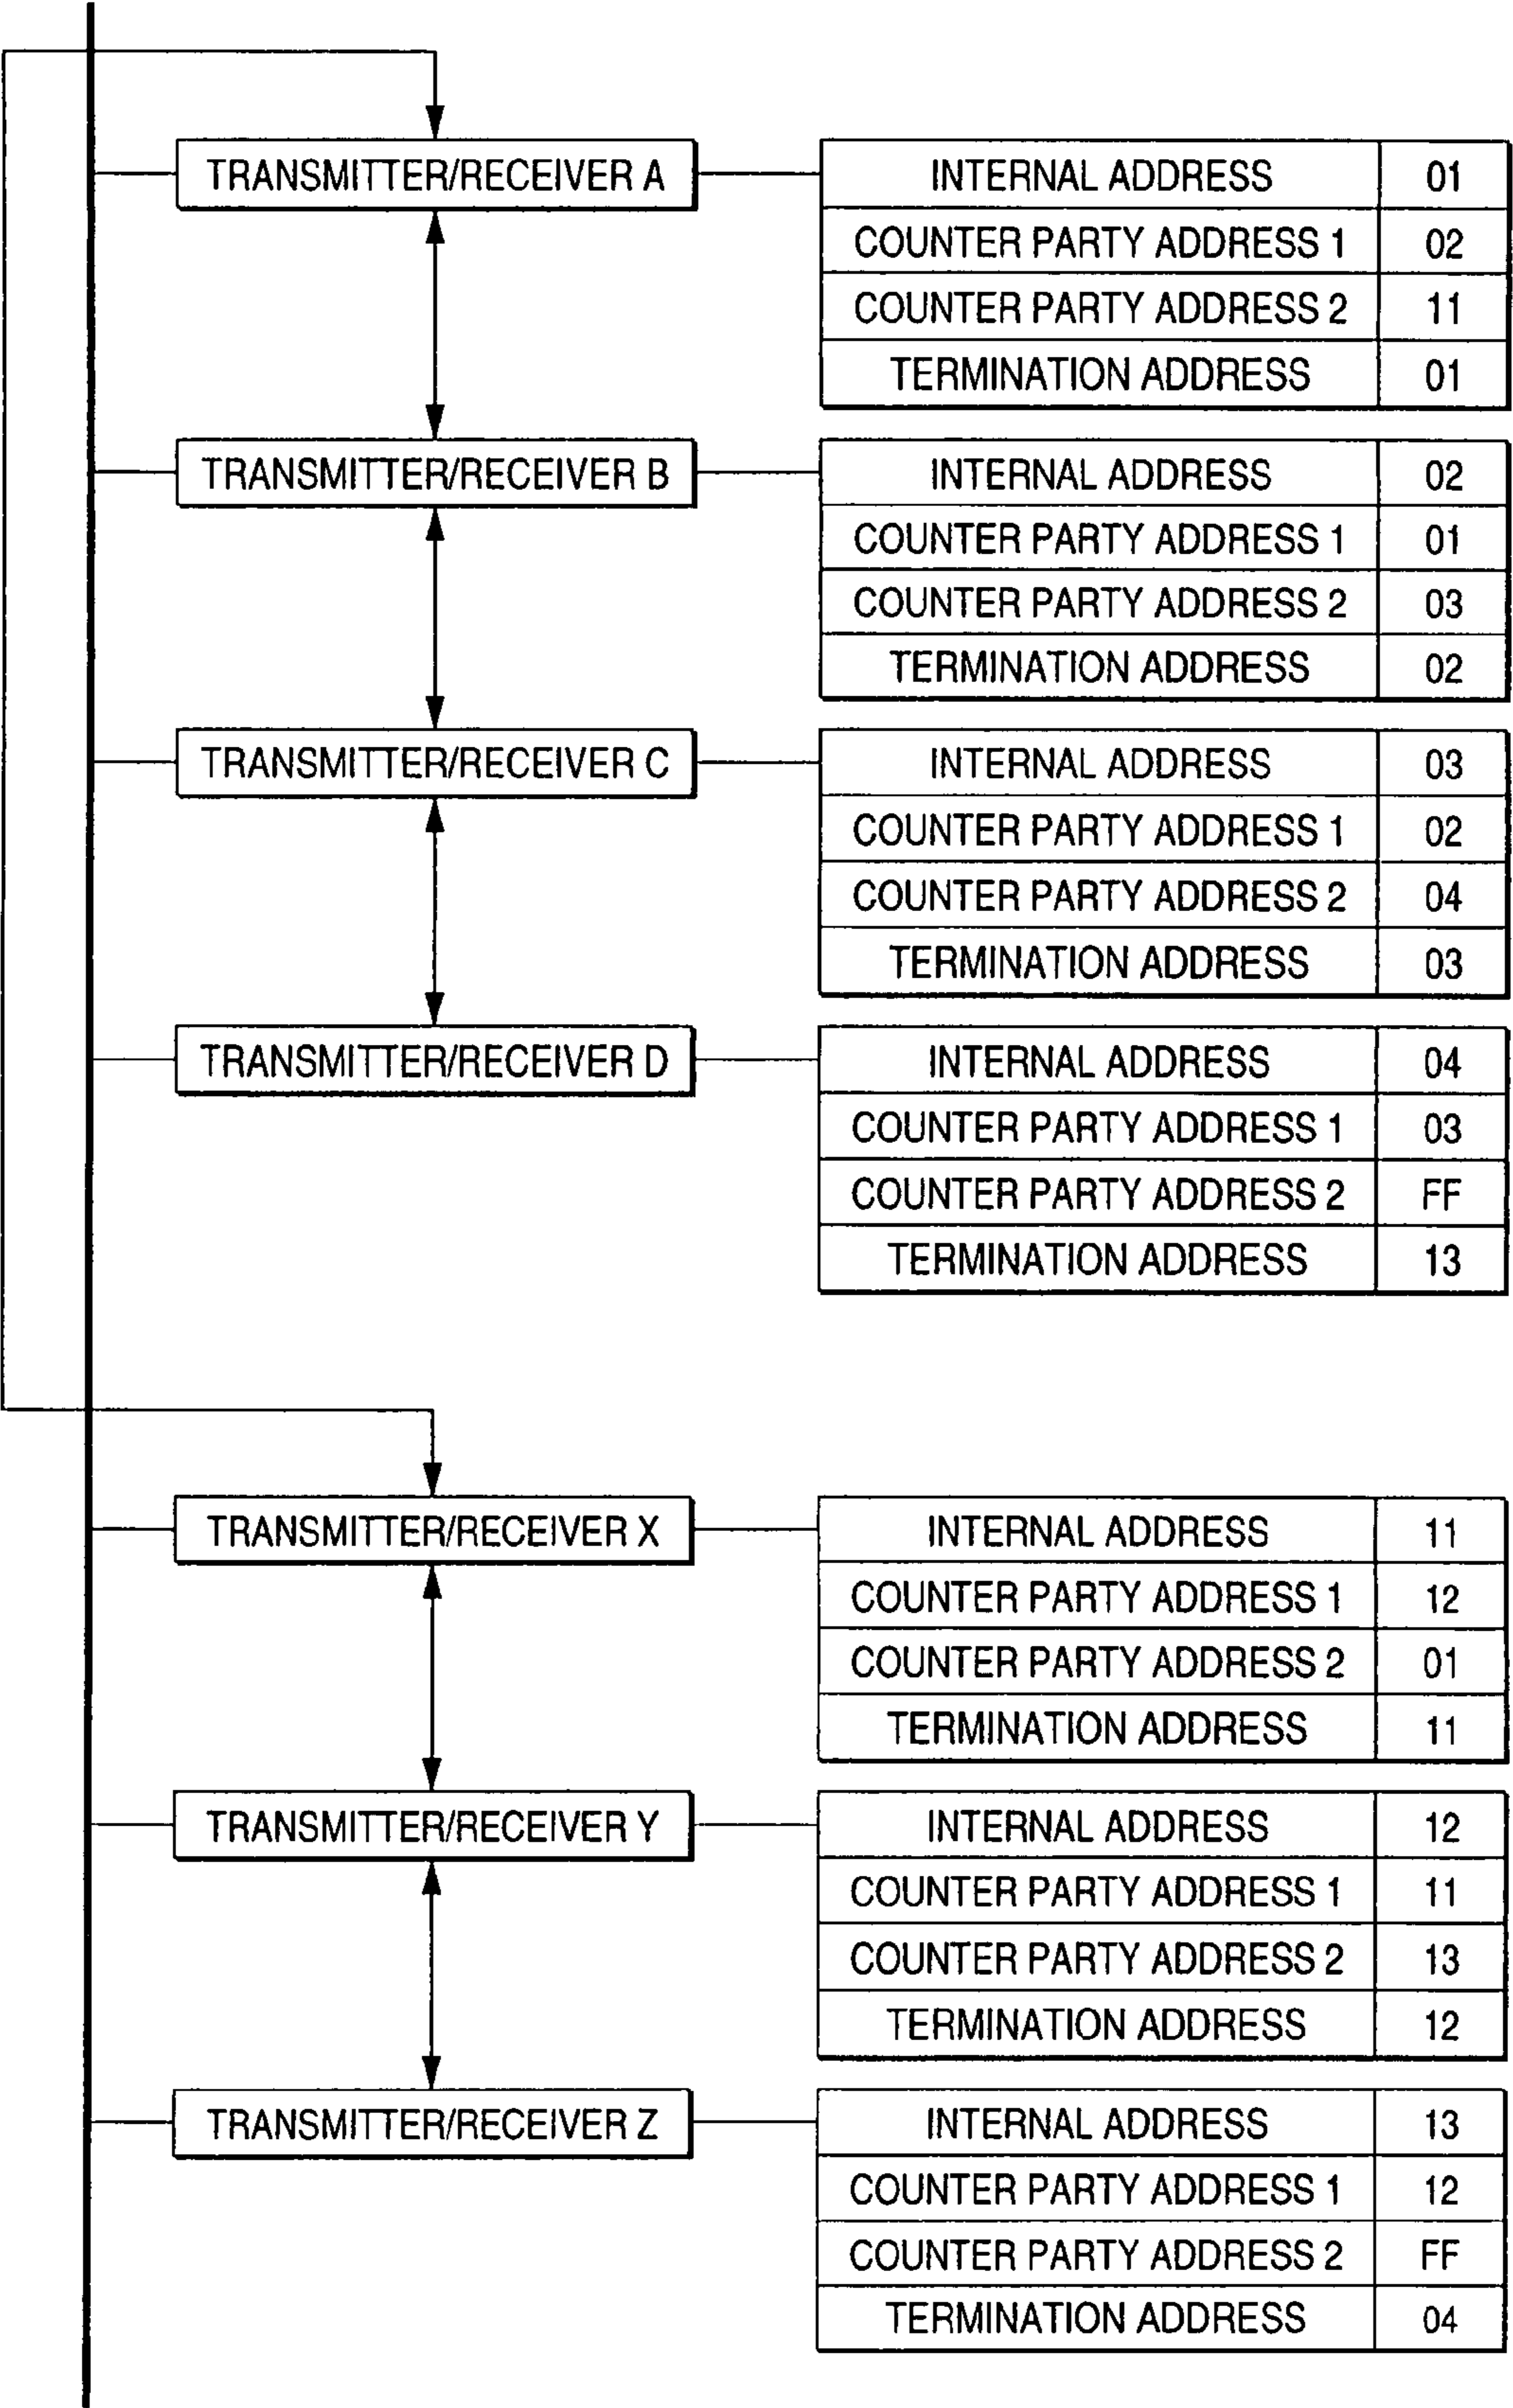 TRANSMITTER/RECEIVER A
INTERNAL ADDRESS 01
COUNTER PARTY ADDRESS 1 02
COUNTER PARTY ADDRESS 2 11
TERMINATION ADDRESS 01
TRANSMITTER/RECEIVER B
INTERNAL ADDRESS 02
COUNTER PARTY ADDRESS 1 01
COUNTER PARTY ADDRESS 2 03
TERMINATION ADDRESS 02
TRANSMITTER/RECEIVER C
INTERNAL ADDRESS 03
COUNTER PARTY ADDRESS 1 02
COUNTER PARTY ADDRESS 2 04
TERMINATION ADDRESS 03
TRANSMITTER/RECEIVER D
INTERNAL ADDRESS 04
COUNTER PARTY ADDRESS 1 03
COUNTER PARTY ADDRESS 2 FF
TERMINATION ADDRESS 13
TRANSMITTER/RECEIVER X
INTERNAL ADDRESS 11
COUNTER PARTY ADDRESS 1 12
COUNTER PARTY ADDRESS 2 01
TERMINATION ADDRESS 11
TRANSMITTER/RECEIVER Y
INTERNAL ADDRESS 12
COUNTER PARTY ADDRESS 1 11
COUNTER PARTY ADDRESS 2 13
TERMINATION ADDRESS 12
TRANSMITTER/RECEIVER Z
INTERNAL ADDRESS 13
COUNTER PARTY ADDRESS 1 12
COUNTER PARTY ADDRESS 2 FF
TERMINATION ADDRESS 04